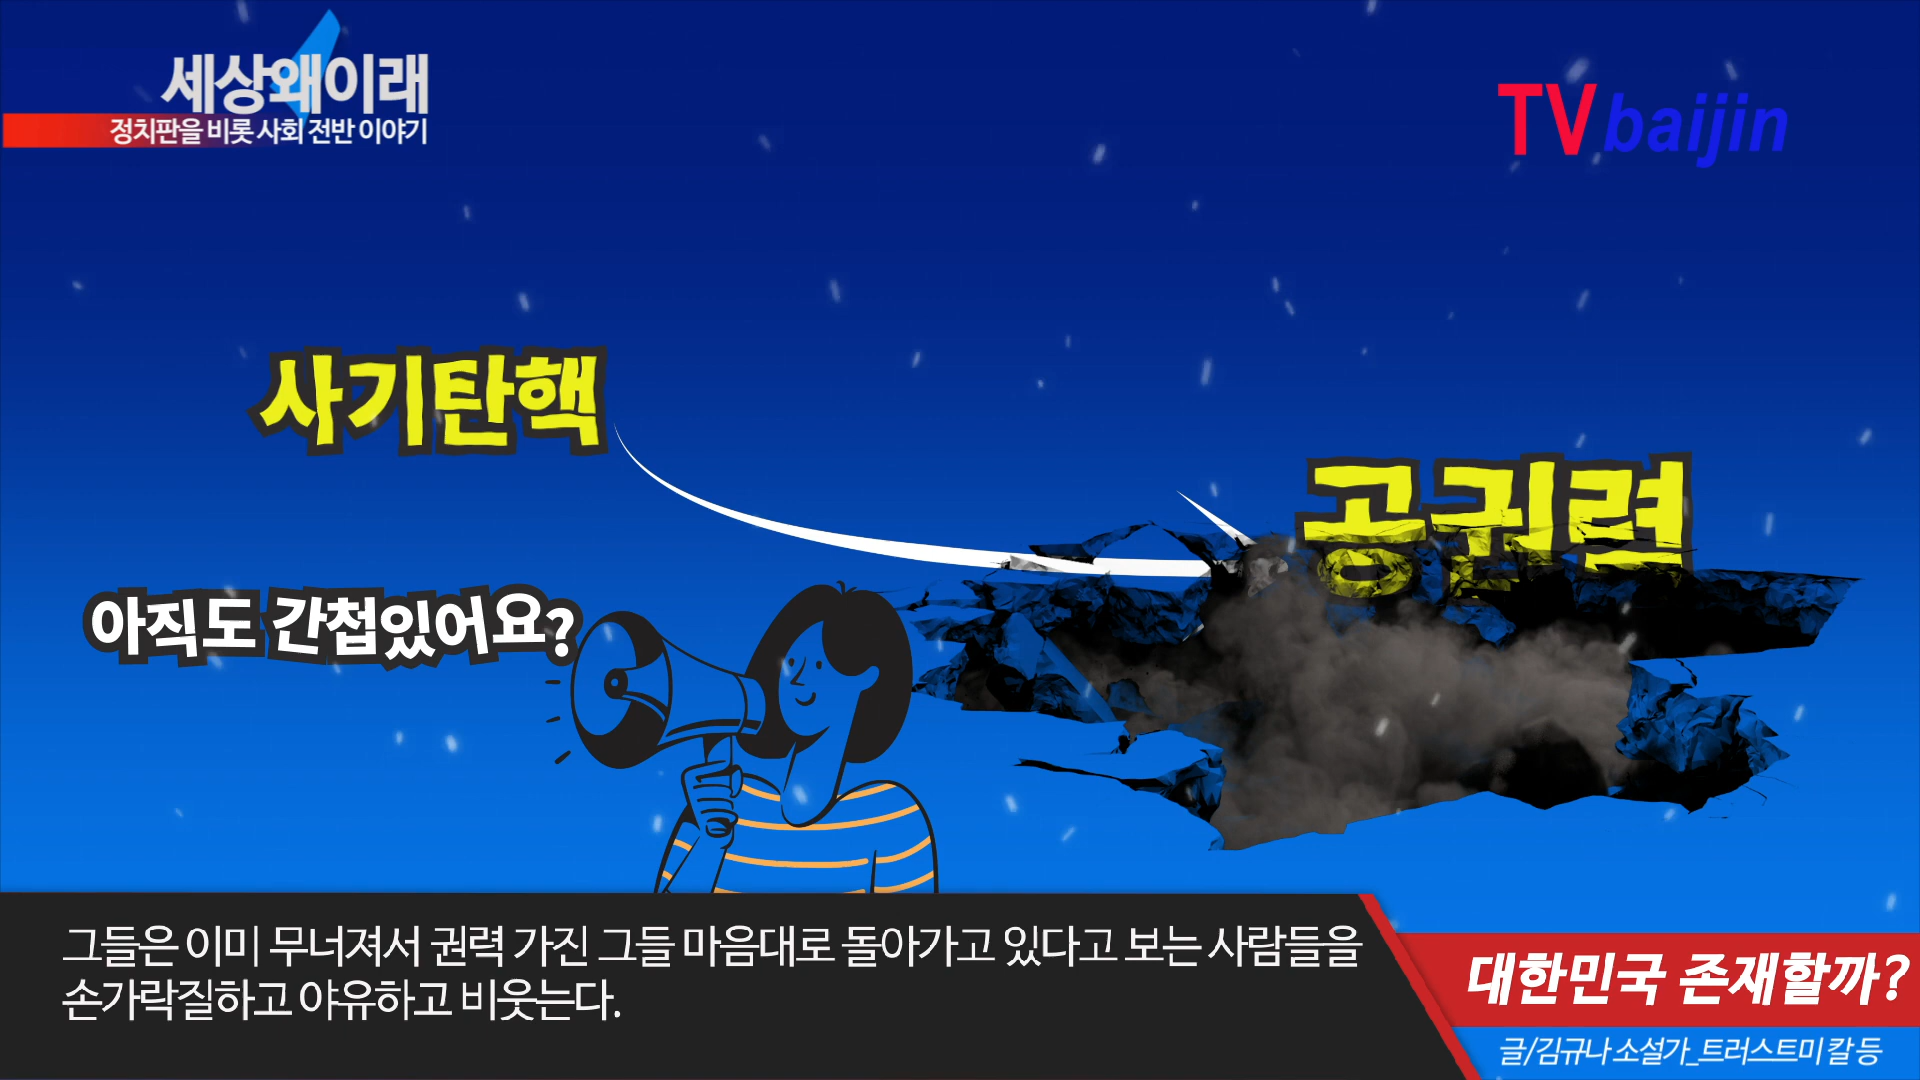 세상왜이래
정치판을 비롯 사회 전반 이야기
TVbaijin
사기탄핵
공권력
아직도 간첩있어요?
그들은 이미 무너져서 권력 가진 그들 마음대로 돌아가고 있다고 보는 사람들을
손가락질하고 야유하고 비웃는다.
대한민국 존재할까?
글/김규나 소설가_트러스트미 칼 등